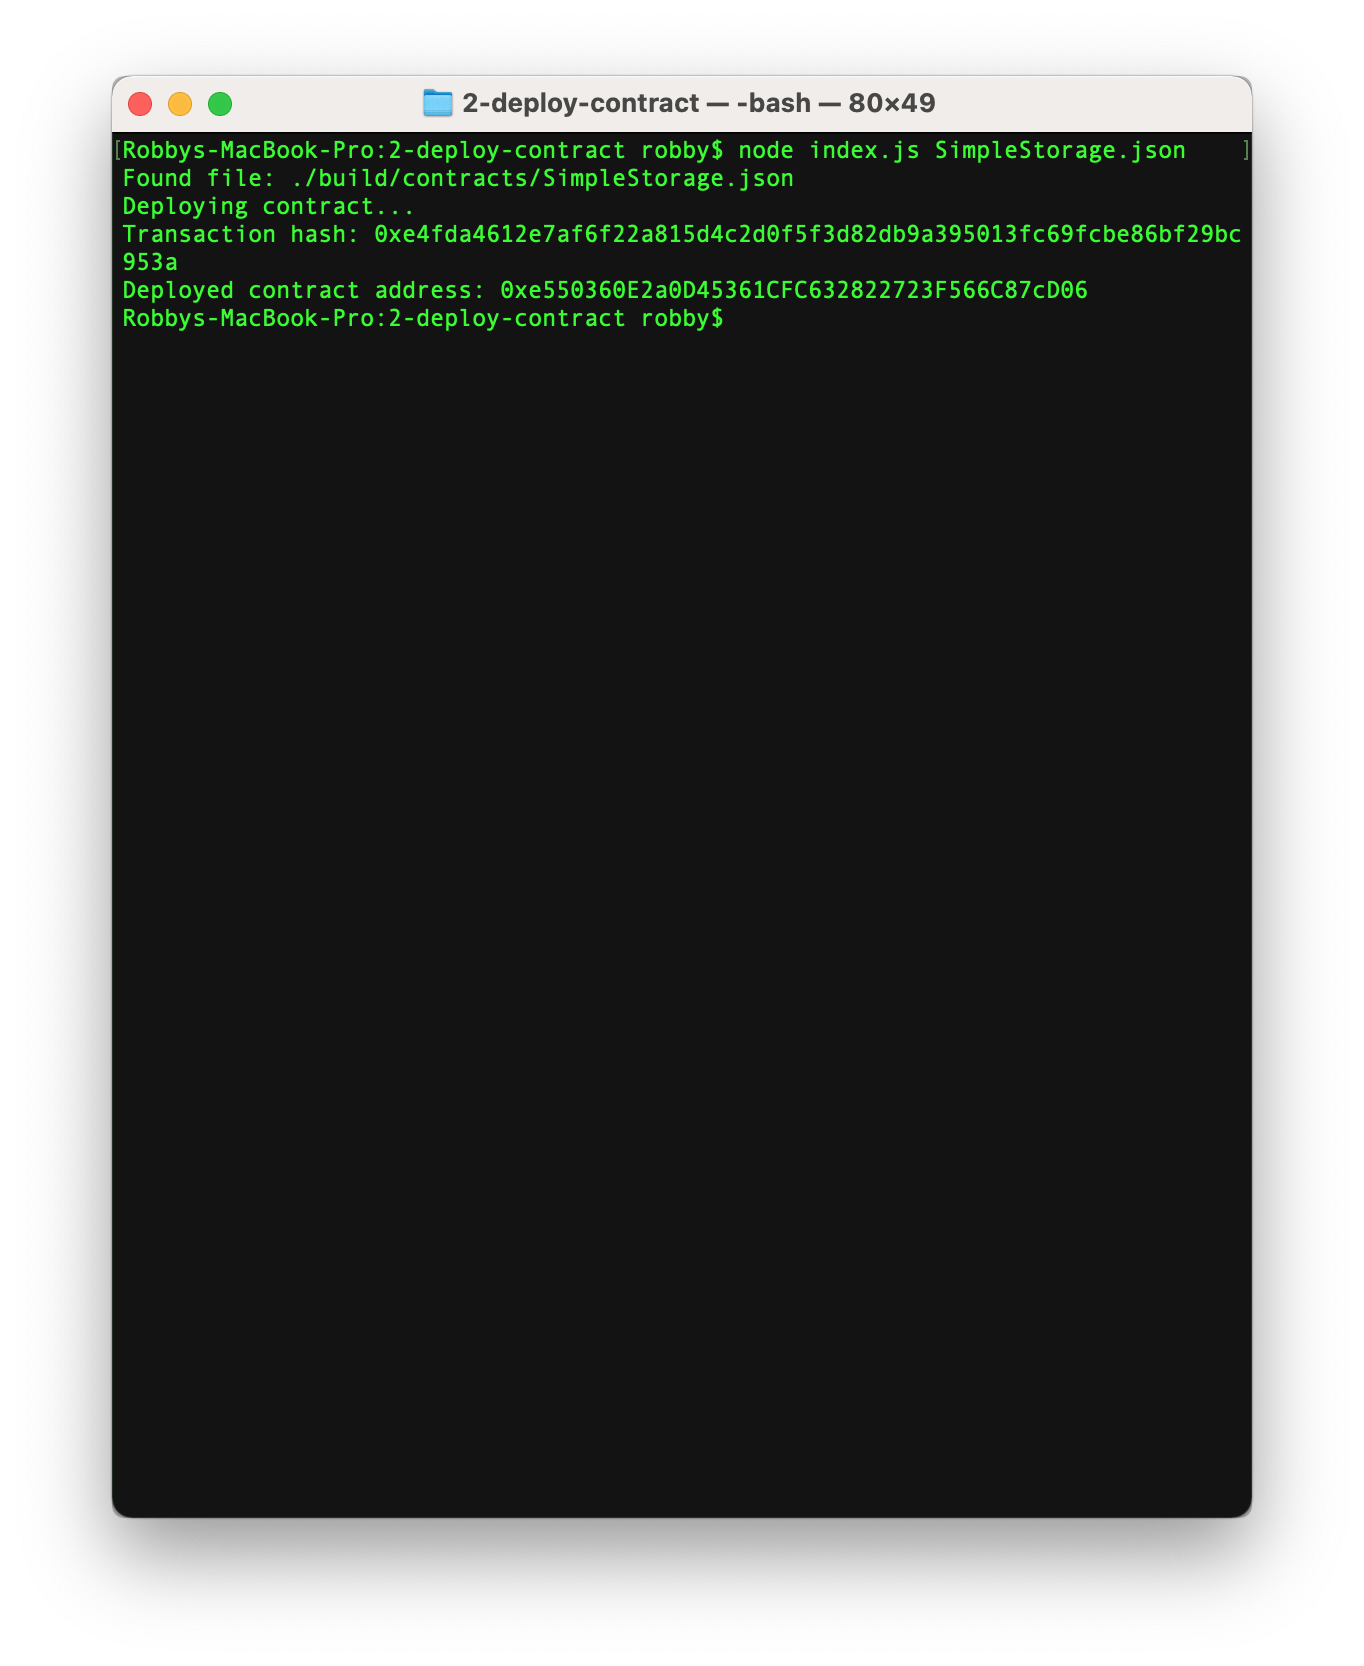 2-deploy-contract — -bash — 80×49
[Robbys-MacBook-Pro:2-deploy-contract robby$ node index.js SimpleStorage.json ]
Found file: ./build/contracts/SimpleStorage.json
Deploying contract...
Transaction hash: 0xe4fda4612e7af6f22a815d4c2d0f5f3d82db9a395013fc69fcbe86bf29bc
953a
Deployed contract address: 0xe550360E2a0D45361CFC632822723F566C87cD06
Robbys-MacBook-Pro:2-deploy-contract robby$